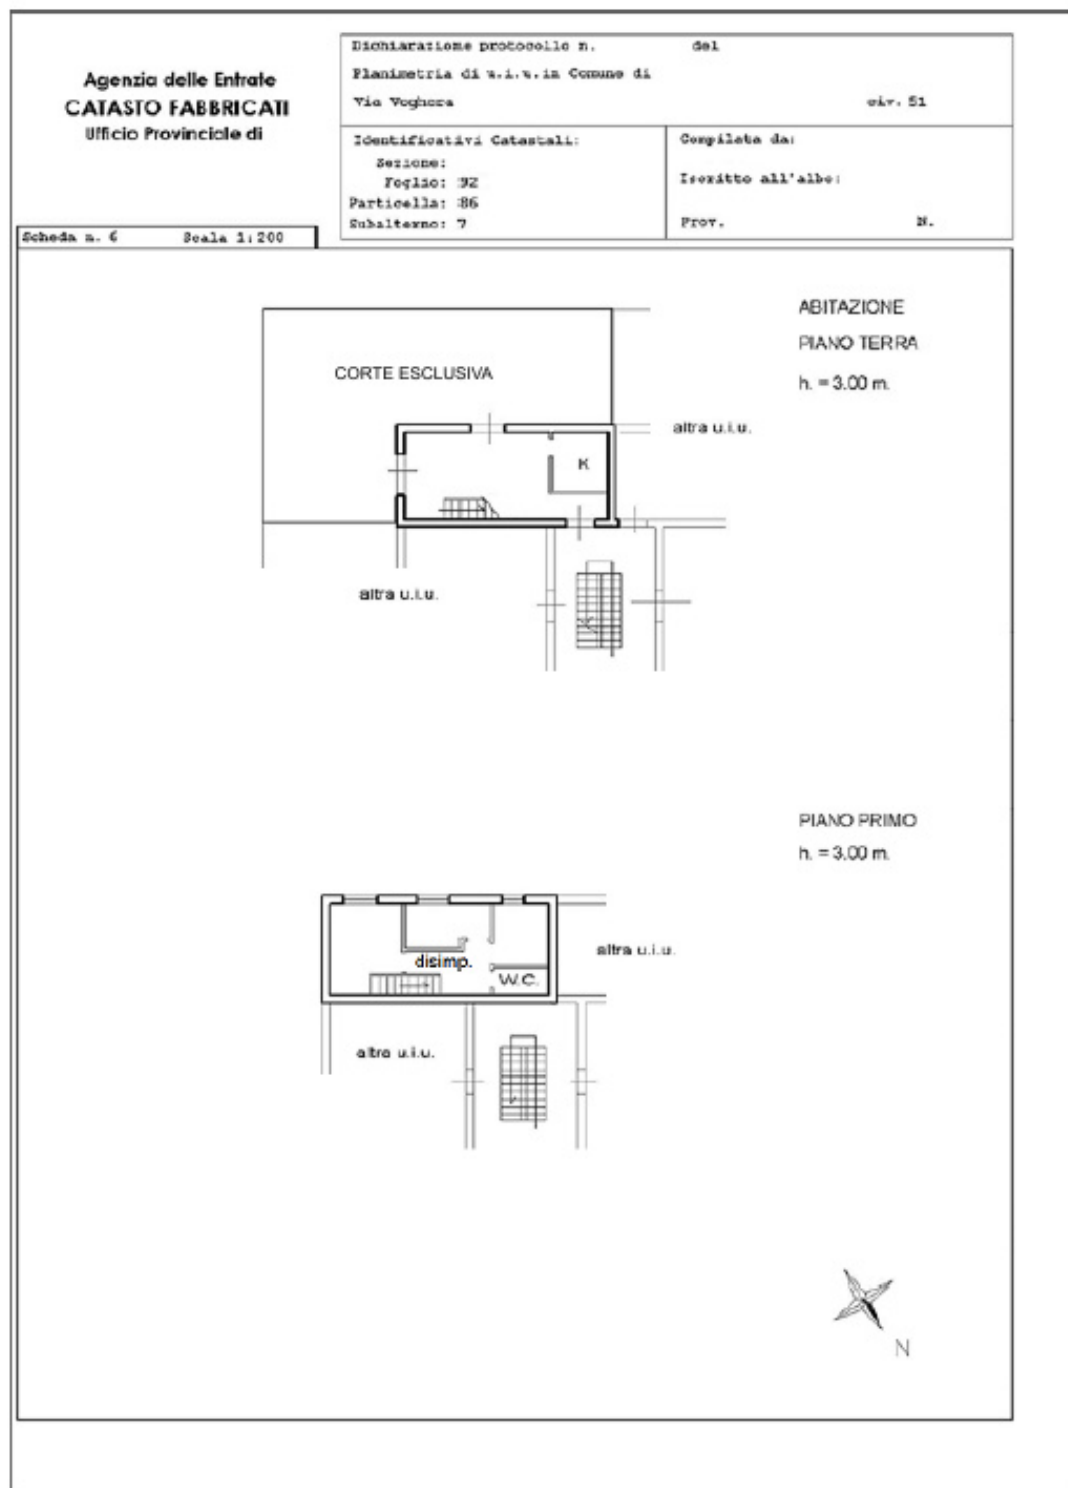 Agenzia delle Entrate
CATASTO FABBRICATI
Ufficio Provinciale di
Dichiarazione protocollo n. del
Planimetria di u.i.u.in Comune di
Via Voghera civ. 51
Identificativi Catastali:
Sezione:
Foglio: 92
Particella: 86
Subalterno: 7
Compilata da:
Iscritto all'albo:
Prov. N.
Scheda n. 6 Scala 1:200
ABITAZIONE
PIANO TERRA
h. = 3.00 m.
CORTE ESCLUSIVA
altra u.i.u.
K
altra u.i.u.
PIANO PRIMO
h. = 3.00 m.
altra u.i.u.
disimp.
W.C.
altra u.i.u.
N